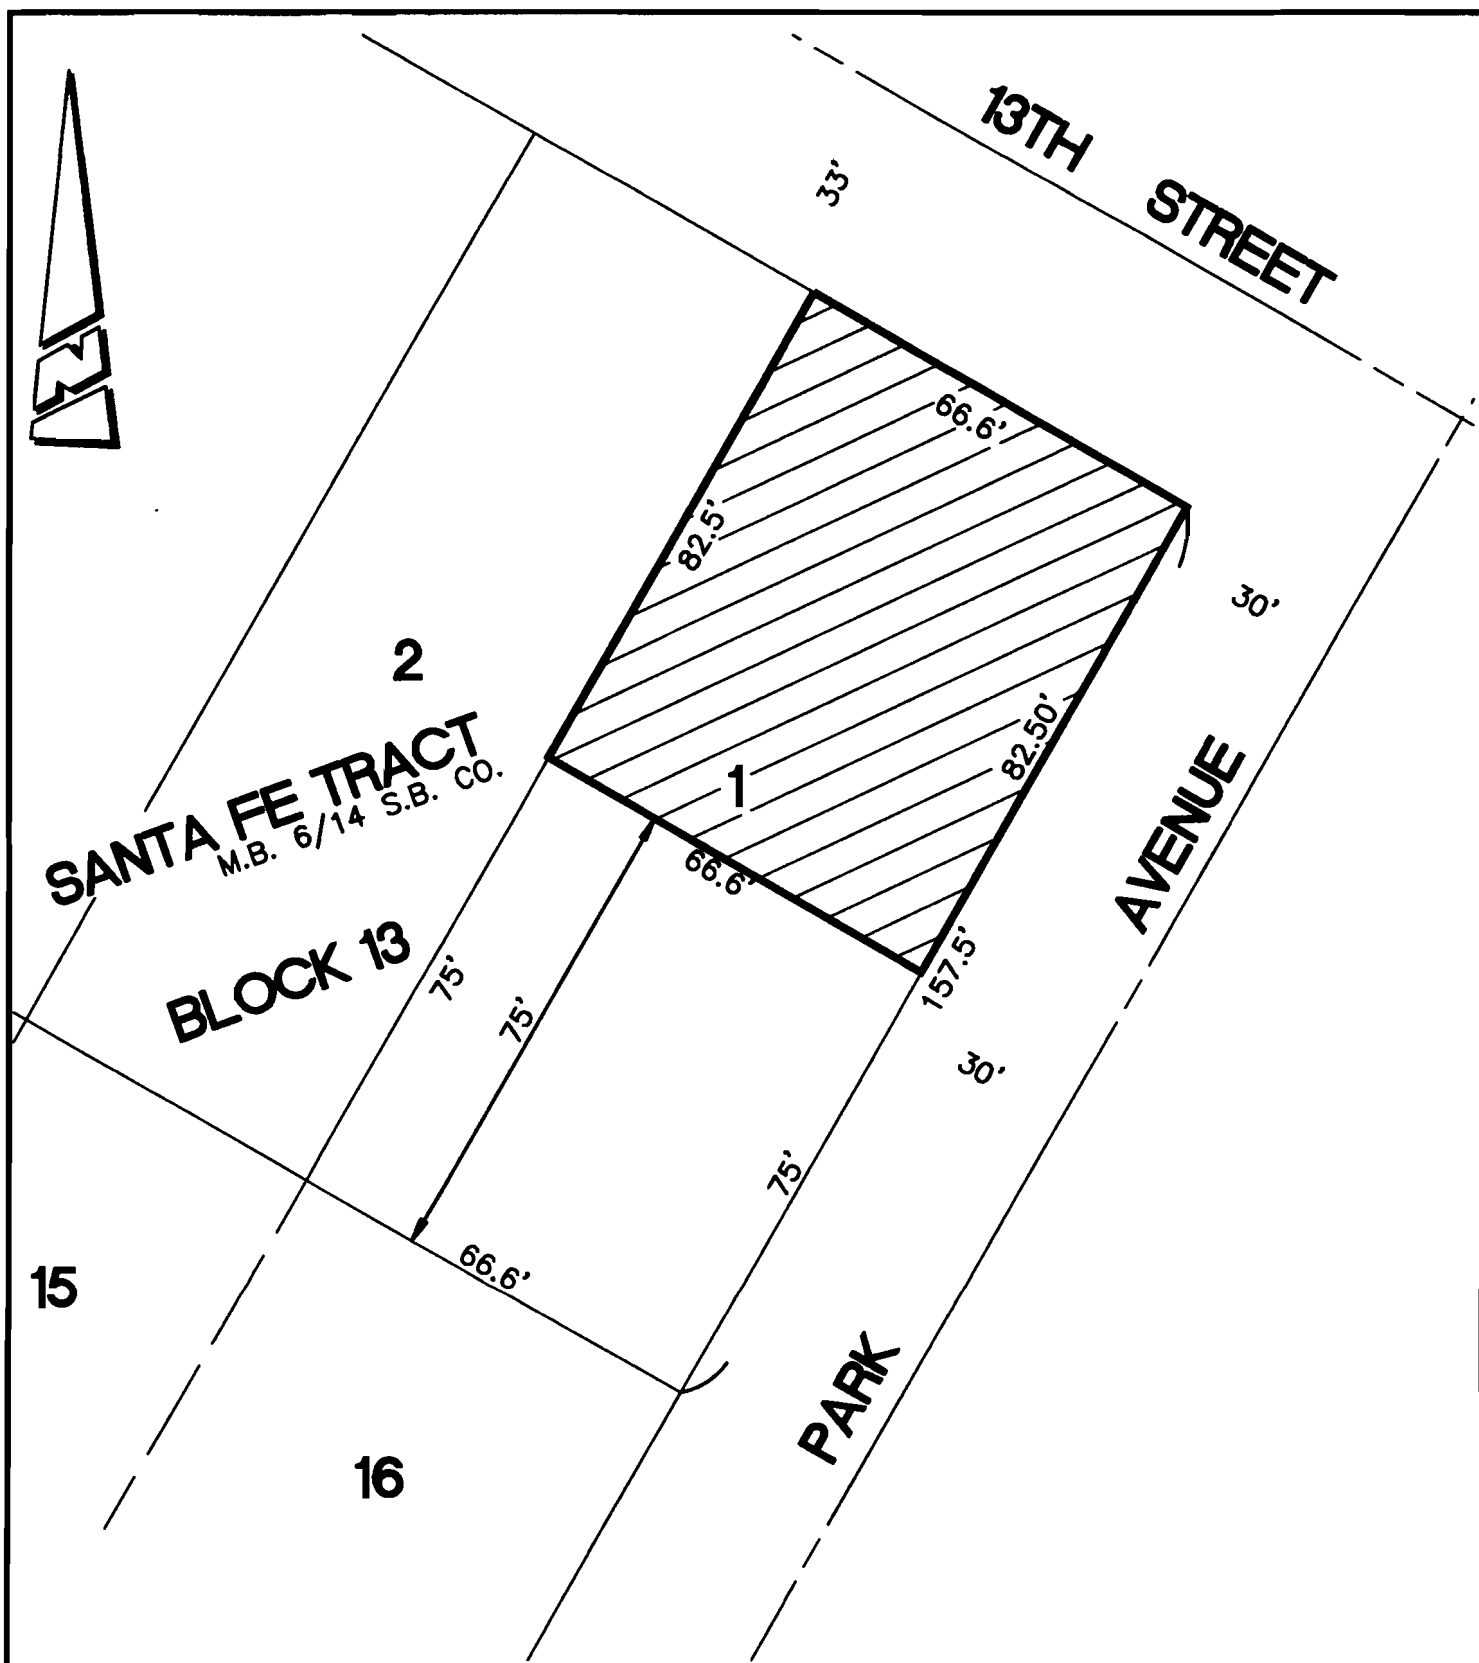 13TH STREET
33'
N
66.6'
82.5'
30'
2
82.50'
SANTA FE TRACT
M.B. 6/14 S.B. CO.
1
AVENUE
66.6'
BLOCK 13
75'
75'
157.5'
30'
75'
66.6'
15
PARK
16